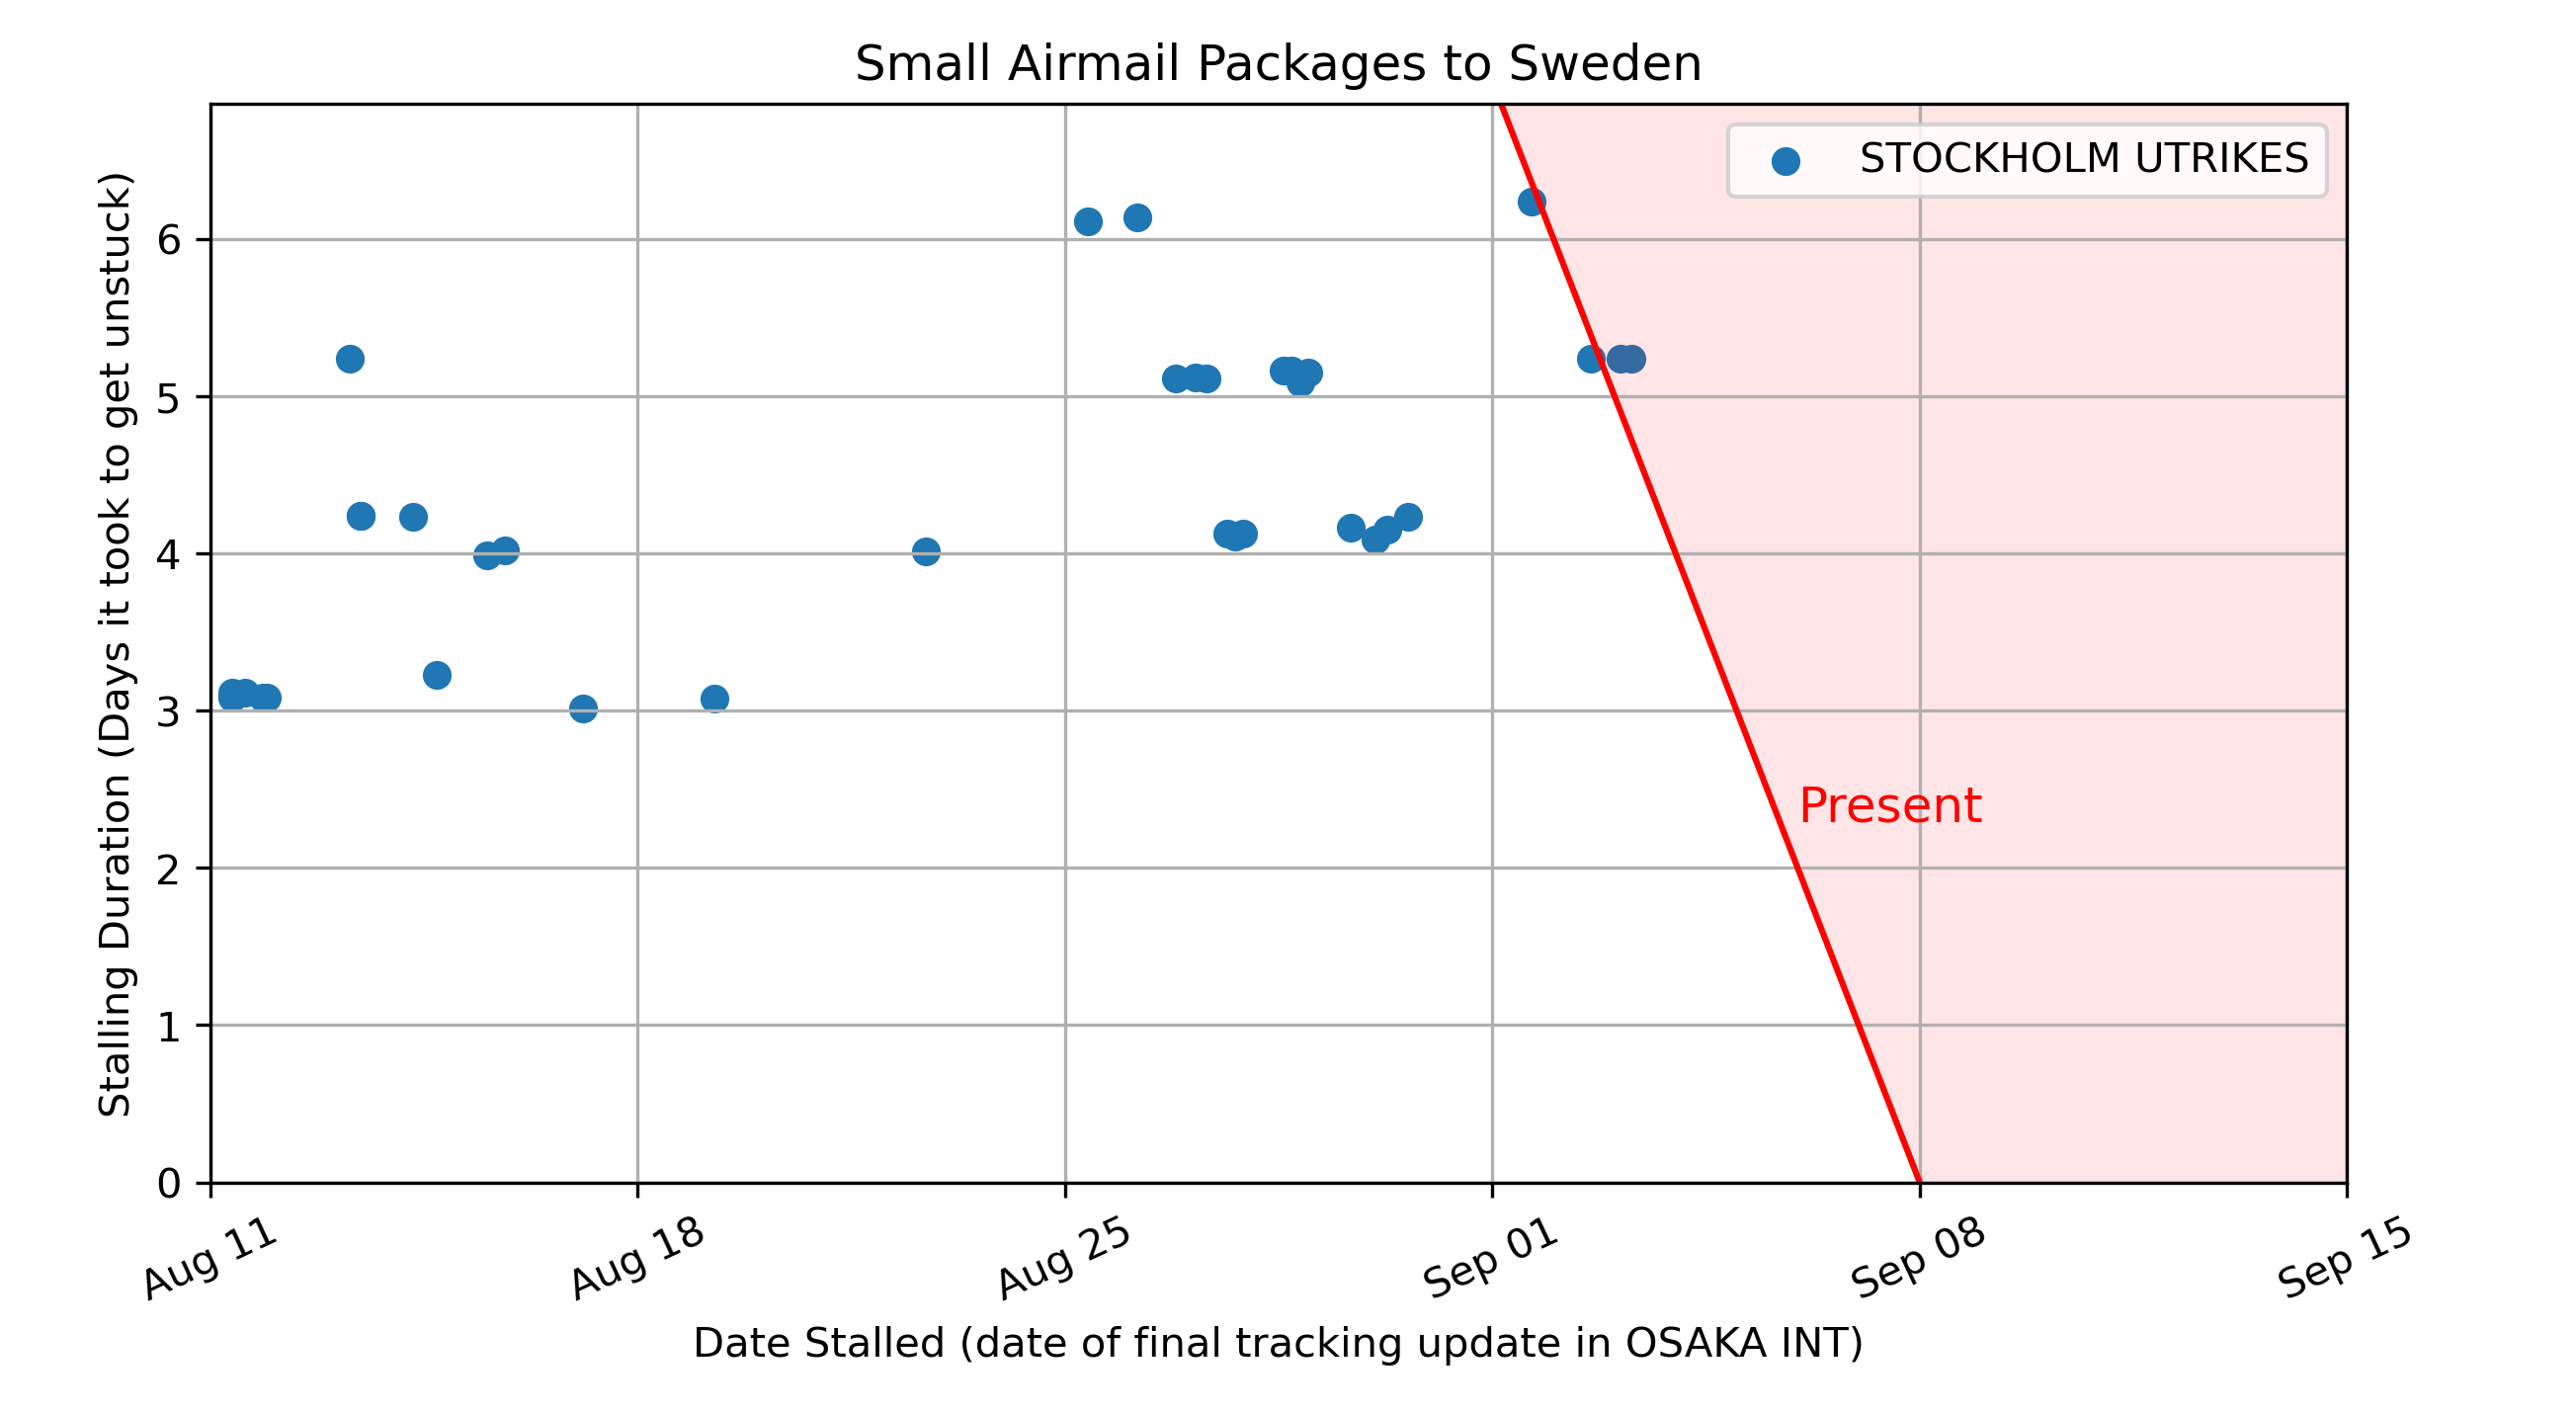 Small Airmail Packages to Sweden
STOCKHOLM UTRIKES
Stalling Duration (Days it took to get unstuck)
6
5
4
3
2
1
0
Present
Aug 11
Aug 18
Aug 25
Sep 01
Sep 08
Sep 15
Date Stalled (date of final tracking update in OSAKA INT)